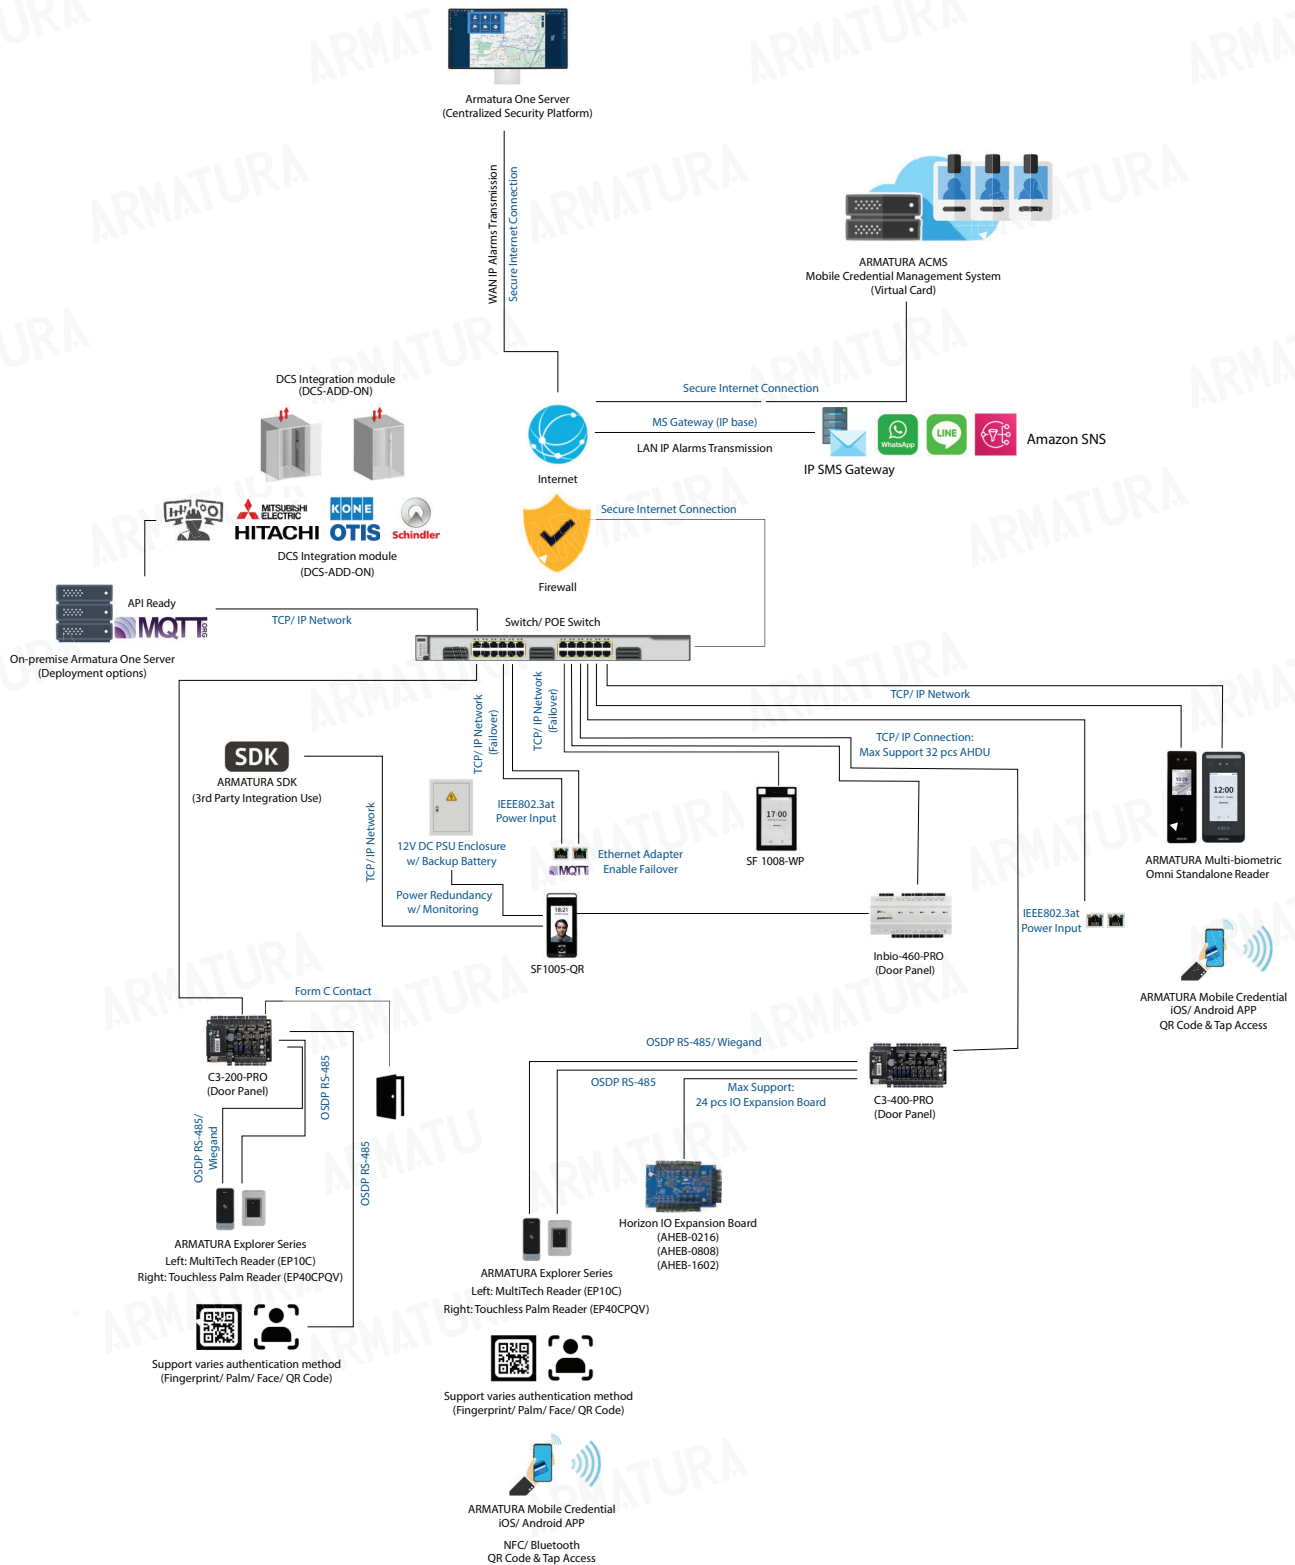 Armatura One Server
(Centralized Security Platform)
WAN IP Alarms Transmission
Secure Internet Connection
ARMATURA ACMS
Mobile Credential Management System
(Virtual Card)
DCS Integration module
(DCS-ADD-ON)
Secure Internet Connection
MS Gateway (IP base)
LAN IP Alarms Transmission
WhatsApp
LINE
Amazon SNS
IP SMS Gateway
Internet
MITSUBISHI
ELECTRIC
HITACHI
KONE
OTIS
Schindler
DCS Integration module
(DCS-ADD-ON)
Secure Internet Connection
Firewall
API Ready
MQTT
.ORG
TCP/ IP Network
Switch/ POE Switch
On-premise Armatura One Server
(Deployment options)
TCP/ IP Network
(Failover)
TCP/ IP Network
(Failover)
TCP/ IP Network
TCP/ IP Connection:
Max Support 32 pcs AHDU
SDK
ARMATURA SDK
(3rd Party Integration Use)
TCP/ IP Network
IEEE802.3at
Power Input
12V DC PSU Enclosure
w/ Backup Battery
MQTT
Ethernet Adapter
Enable Failover
17:00
SF 1008-WP
10:28
12:00
ARMATURA Multi-biometric
Omni Standalone Reader
Power Redundancy
w/ Monitoring
18:21
SF1005-QR
Inbio-460-PRO
(Door Panel)
IEEE802.3at
Power Input
ARMATURA Mobile Credential
iOS/ Android APP
QR Code & Tap Access
Form C Contact
C3-200-PRO
(Door Panel)
OSDP RS-485
OSDP RS-485/
Wiegand
OSDP RS-485
OSDP RS-485/ Wiegand
OSDP RS-485
Max Support:
24 pcs IO Expansion Board
C3-400-PRO
(Door Panel)
ARMATURA Explorer Series
Left: MultiTech Reader (EP10C)
Right: Touchless Palm Reader (EP40CPQV)
Horizon IO Expansion Board
(AHEB-0216)
(AHEB-0808)
(AHEB-1602)
ARMATURA Explorer Series
Left: MultiTech Reader (EP10C)
Right: Touchless Palm Reader (EP40CPQV)
Support varies authentication method
(Fingerprint/ Palm/ Face/ QR Code)
Support varies authentication method
(Fingerprint/ Palm/ Face/ QR Code)
ARMATURA Mobile Credential
iOS/ Android APP
NFC/ Bluetooth
QR Code & Tap Access